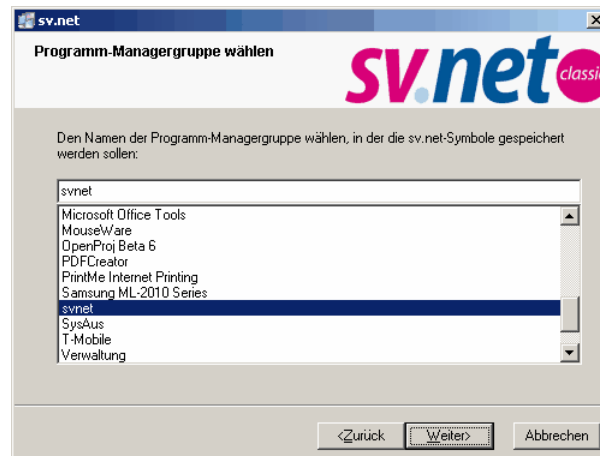 sv.net
Programm-Managergruppe wählen
sv.net classic
Den Namen der Programm-Managergruppe wählen, in der die sv.net-Symbole gespeichert
werden sollen:
svnet
Microsoft Office Tools
MouseWare
OpenProj Beta 6
PDFCreator
PrintMe Internet Printing
Samsung ML-2010 Series
svnet
SysAus
T-Mobile
Verwaltung
<Zurück Weiter> Abbrechen